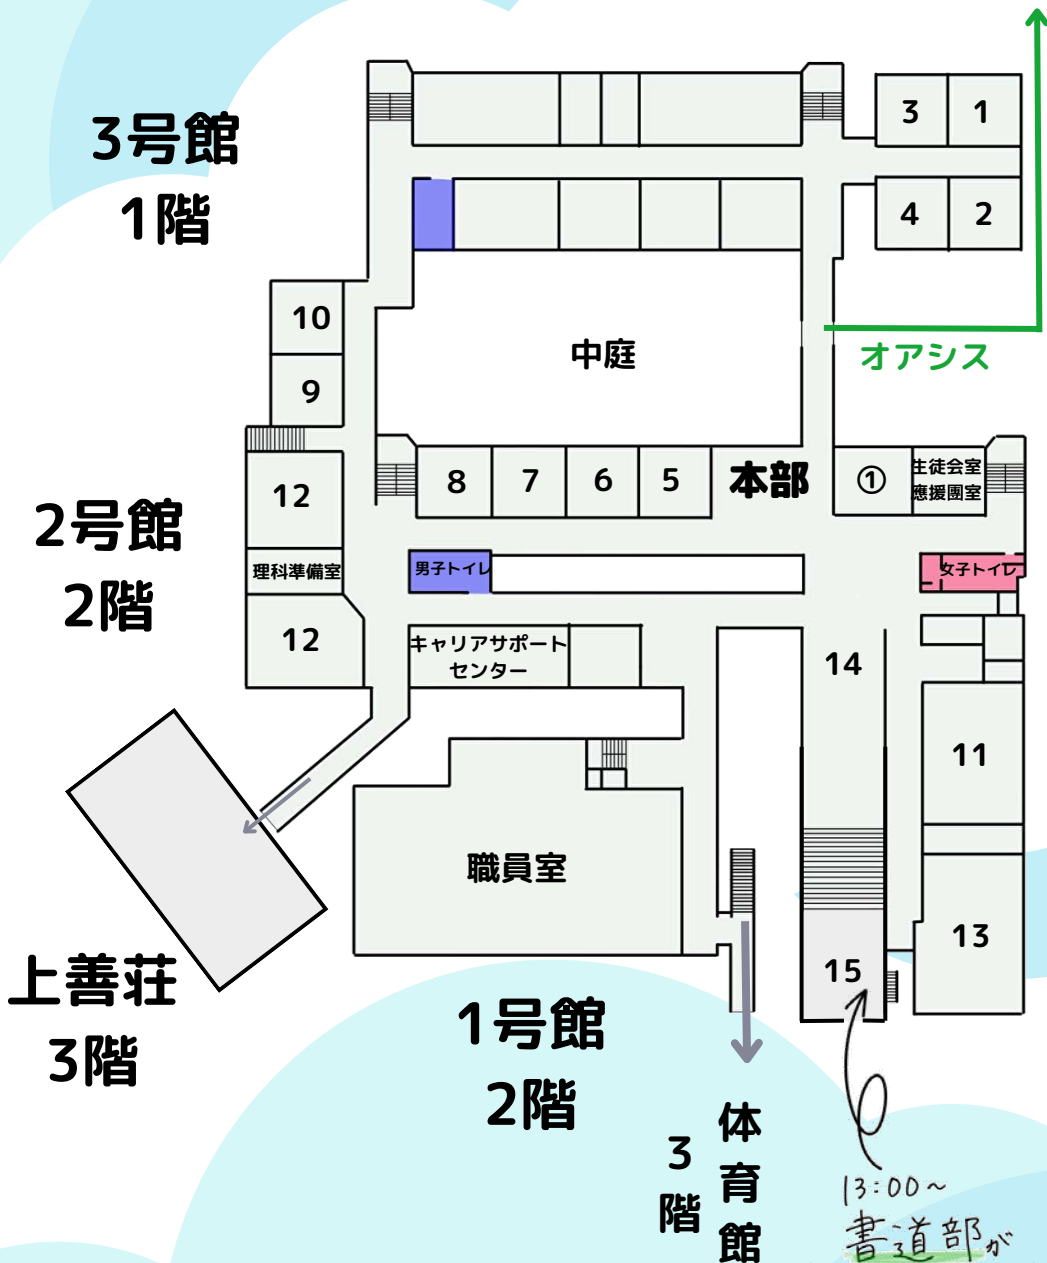 3号館
1階
3
1
4
2
オアシス
10
9
中庭
2号館
2階
12
8
7
6
5
本部
①
生徒会室
應援團室
理科準備室
男子トイレ
女子トイレ
12
キャリアサポート
センター
14
11
職員室
13
15
上善荘
3階
1号館
2階
体育館
3階
13:00~
書道部が